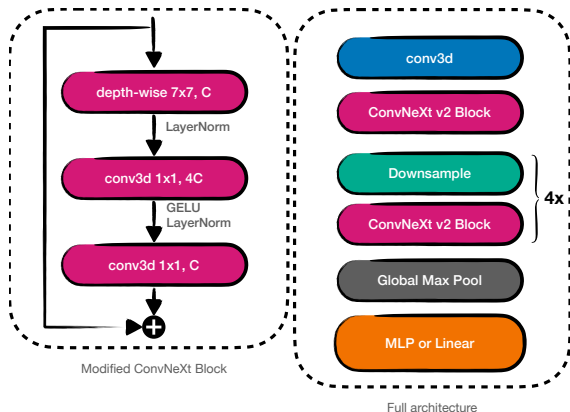 depth-wise 7x7, C
LayerNorm
conv3d 1x1, 4C
GELU
LayerNorm
conv3d 1x1, C
Modified ConvNeXt Block
conv3d
ConvNeXt v2 Block
Downsample
4x
ConvNeXt v2 Block
Global Max Pool
MLP or Linear
Full architecture